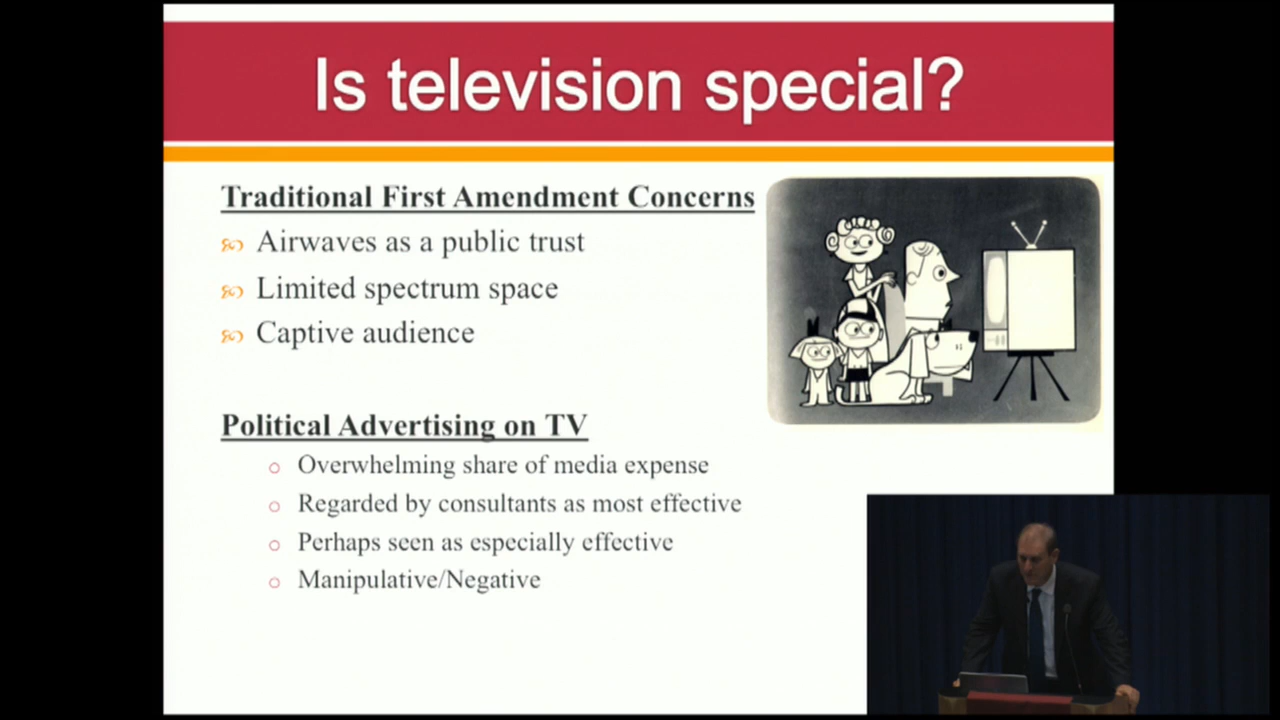 Is television special?
Traditional First Amendment Concerns
Airwaves as a public trust
Limited spectrum space
Captive audience
Political Advertising on TV
Overwhelming share of media expense
Regarded by consultants as most effective
Perhaps seen as especially effective
Manipulative/Negative